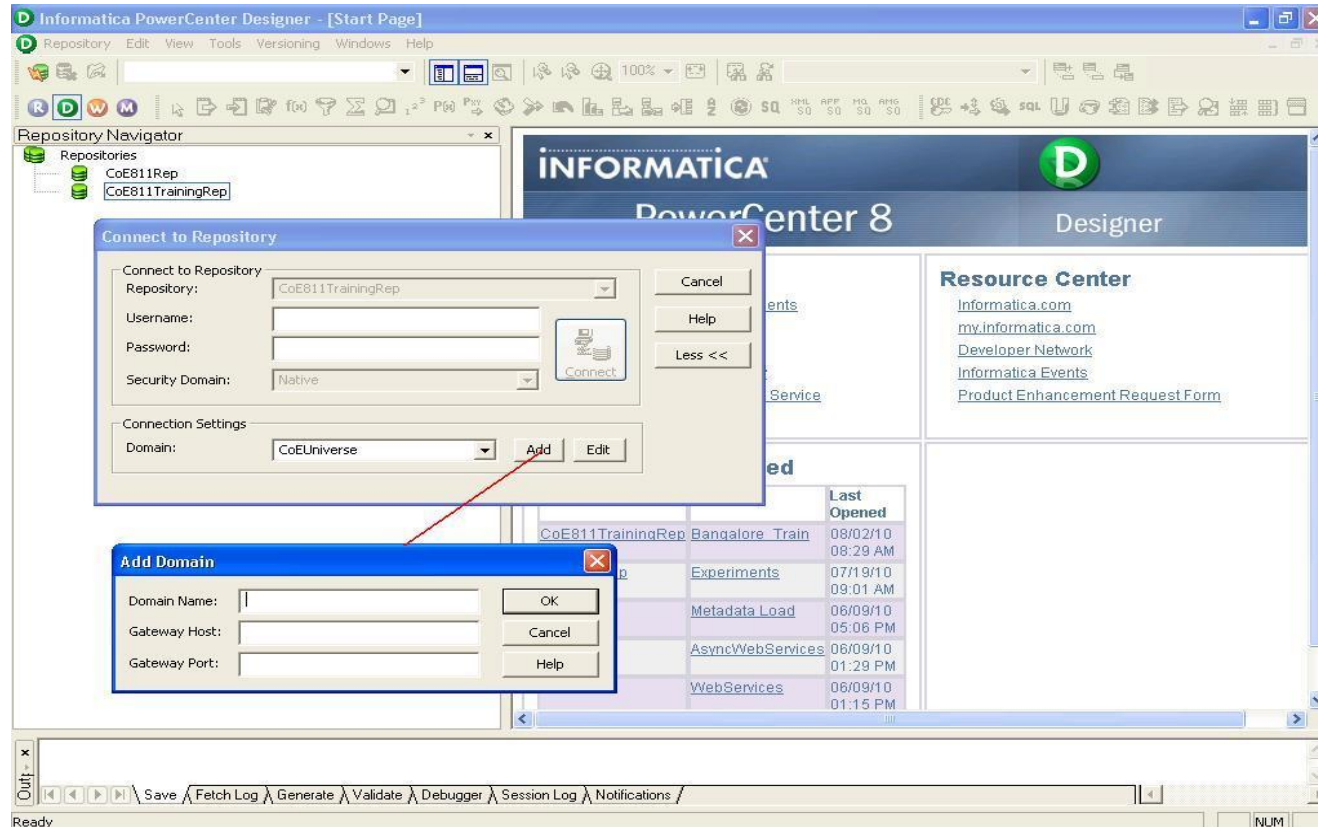 Informatica PowerCenter Designer - [Start Page]
Repository Edit View Tools Versioning Windows Help
100%
Repository Navigator
Repositories
CoE811Rep
CoE811TrainingRep
INFORMATICA
PowerCenter 8
Designer
Connect to Repository
Connect to Repository
Repository: CoE811TrainingRep
Username:
Password:
Security Domain: Native
Connect
Cancel
Help
Less <<
Connection Settings
Domain: CoEUniverse
Add
Edit
ents
Service
Resource Center
Informatica.com
my.informatica.com
Developer Network
Informatica Events
Product Enhancement Request Form
ed
Last
Opened
CoE811TrainingRep Bangalore_Train 08/02/10
08:29 AM
p Experiments 07/19/10
09:01 AM
Metadata Load 06/09/10
05:06 PM
AsyncWebServices 06/09/10
01:29 PM
WebServices 06/09/10
01:15 PM
Add Domain
Domain Name:
Gateway Host:
Gateway Port:
OK
Cancel
Help
Save Fetch Log Generate Validate Debugger Session Log Notifications
Ready
NUM